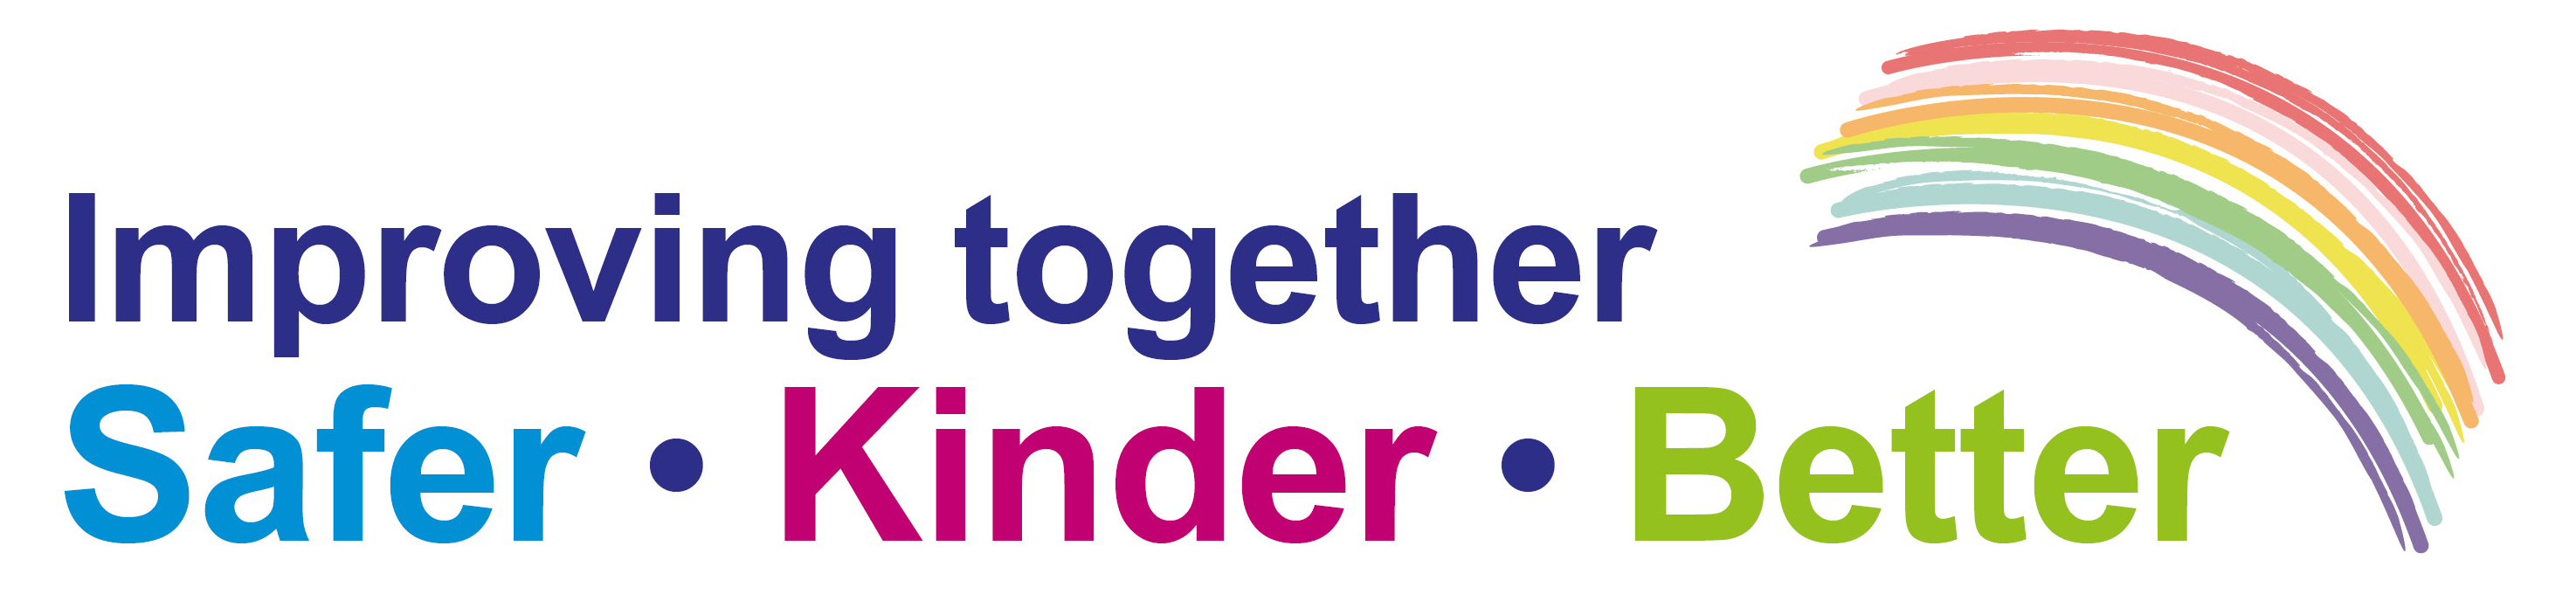 Improving together
Safer • Kinder • Better